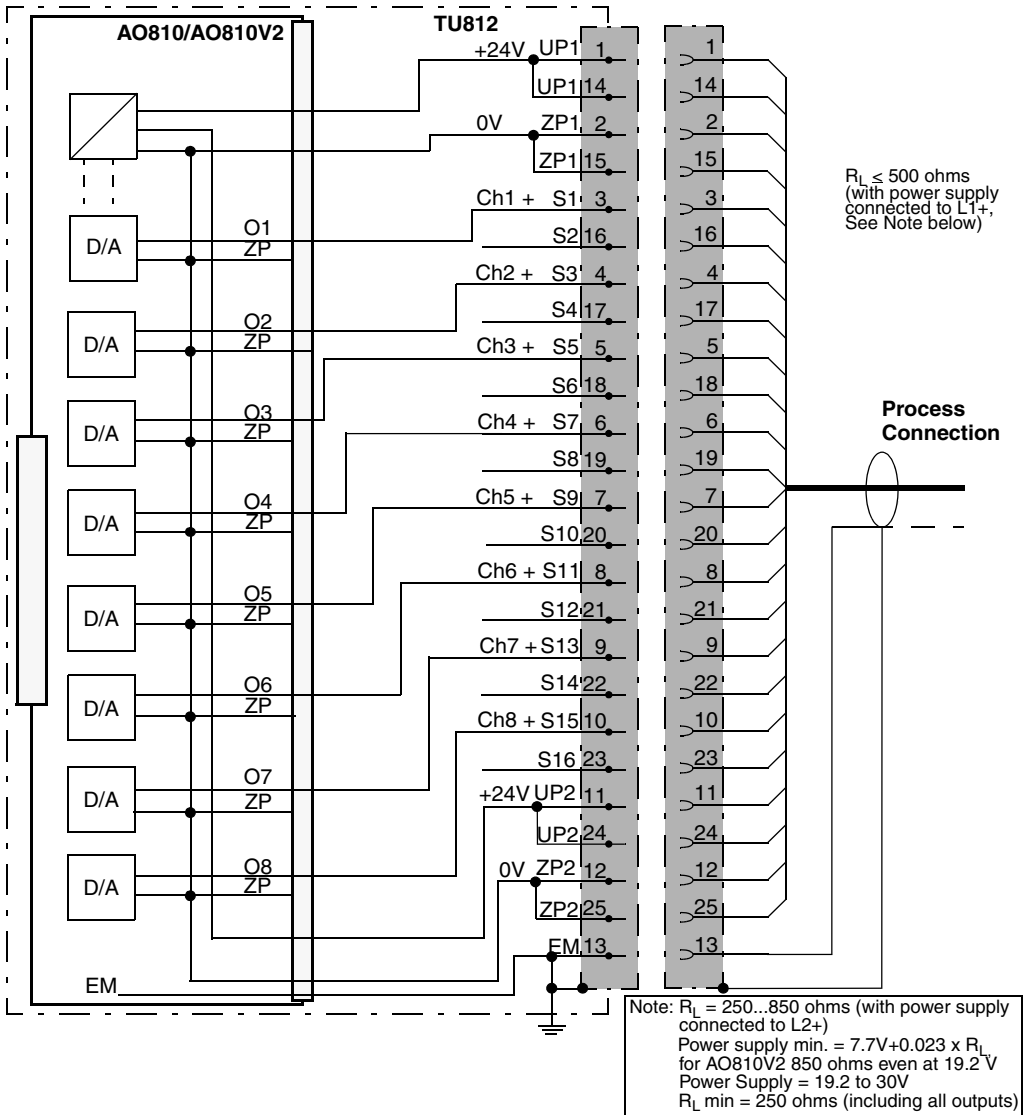 AO810/AO810V2
TU812
+24V UP1 1 1
UP1 14 14
0V ZP1 2 2
ZP1 15 15
Ch1 + S1 3 3
S2 16 16
Ch2 + S3 4 4
S4 17 17
Ch3 + S5 5 5
S6 18 18
Ch4 + S7 6 6
S8 19 19
Ch5 + S9 7 7
S10 20 20
Ch6 + S11 8 8
S12 21 21
Ch7 + S13 9 9
S14 22 22
Ch8 + S15 10 10
S16 23 23
+24V UP2 11 11
UP2 24 24
0V ZP2 12 12
ZP2 25 25
EM 13 13
D/A O1
ZP
D/A O2
ZP
D/A O3
ZP
D/A O4
ZP
D/A O5
ZP
D/A O6
ZP
D/A O7
ZP
D/A O8
ZP
EM
RL ≤ 500 ohms
(with power supply
connected to L1+,
See Note below)
Process
Connection
Note: RL = 250...850 ohms (with power supply
connected to L2+)
Power supply min. = 7.7V+0.023 x RL,
for AO810V2 850 ohms even at 19.2 V
Power Supply = 19.2 to 30V
RL min = 250 ohms (including all outputs)